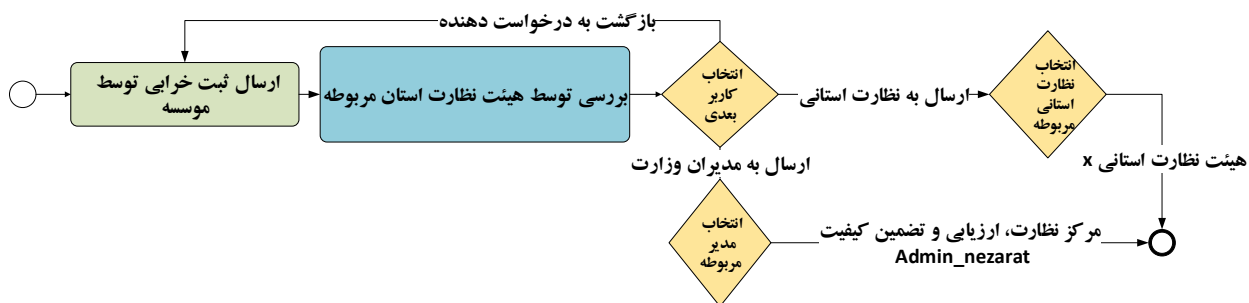 بازگشت به درخواست دهنده
ارسال ثبت خرابی توسط
موسسه
بررسی توسط هیئت نظارت استان مربوطه
انتخاب
کاربر
بعدی
ارسال به نظارت استانی
انتخاب
نظارت
استانی
مربوطه
هیئت نظارت استانی x
ارسال به مدیران وزارت
انتخاب
مدیر
مربوطه
مرکز نظارت، ارزیابی و تضمین کیفیت
Admin_nezarat